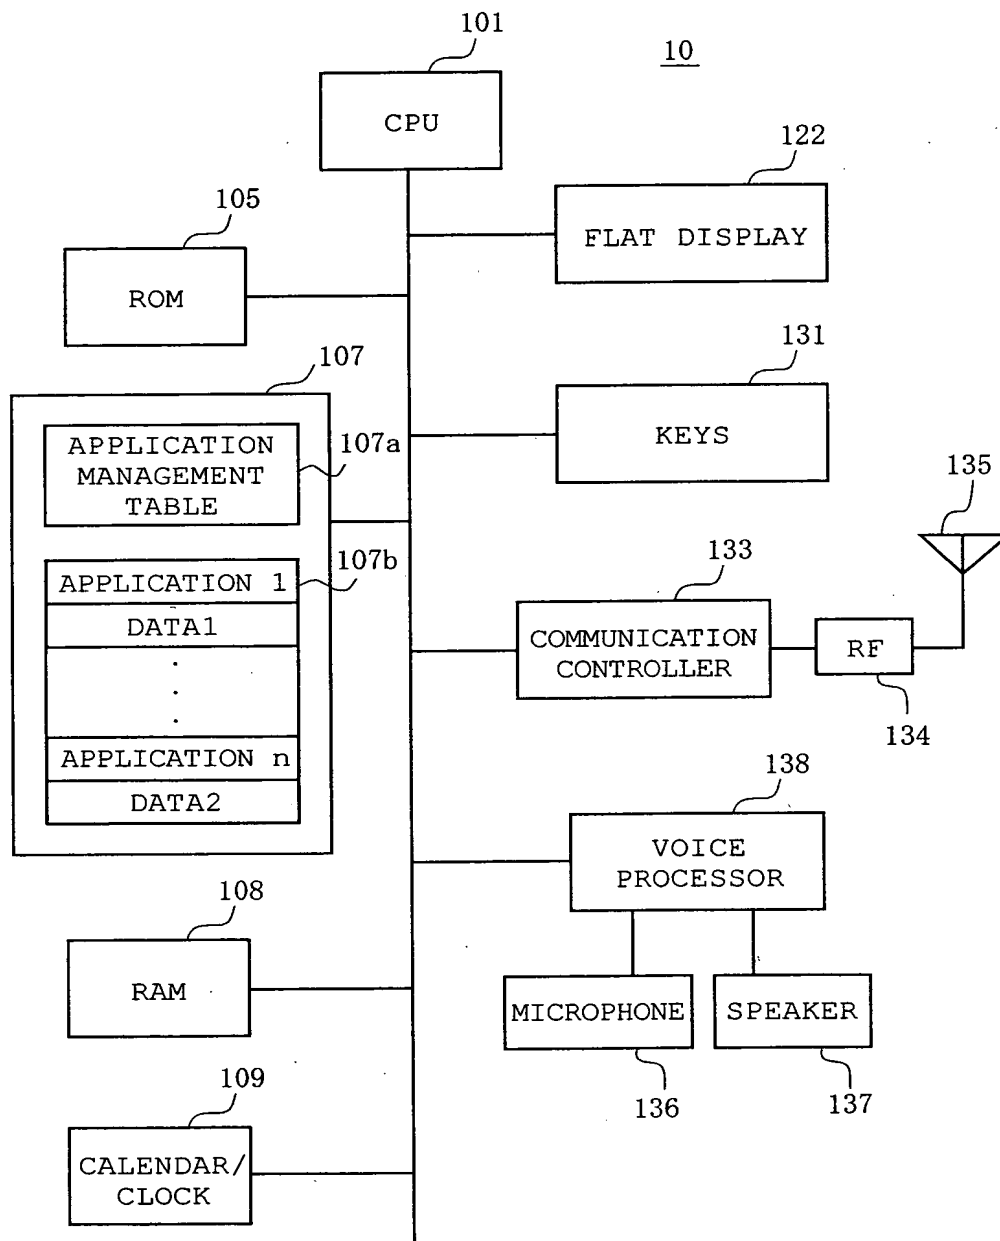 101
10
CPU
122
FLAT DISPLAY
105
ROM
131
KEYS
107
APPLICATION
MANAGEMENT
TABLE
107a
135
107b
APPLICATION 1
DATA1
.
.
.
APPLICATION n
DATA2
133
COMMUNICATION
CONTROLLER
RF
134
138
VOICE
PROCESSOR
108
RAM
MICROPHONE
SPEAKER
136
137
109
CALENDAR/
CLOCK